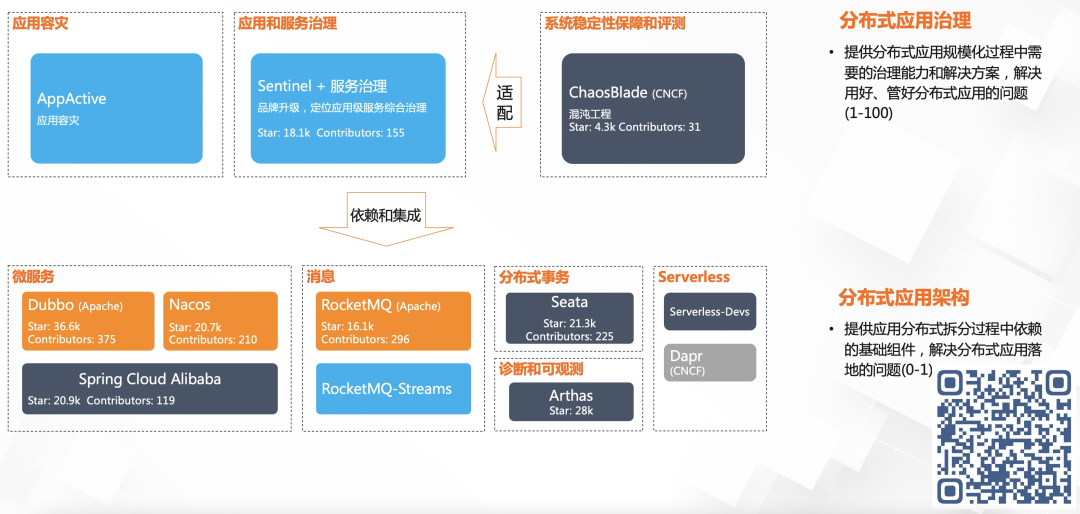 应用容灾
AppActive
应用容灾
应用和服务治理
Sentinel + 服务治理
品牌升级，定位应用级服务综合治理
Star: 18.1k Contributors: 155
适
配
系统稳定性保障和评测
ChaosBlade (CNCF)
混沌工程
Star: 4.3k Contributors: 31
分布式应用治理
• 提供分布式应用规模化过程中需
要的治理能力和解决方案，解决
用好、管好分布式应用的问题
(1-100)
依赖和集成
微服务
Dubbo (Apache)
Star: 36.6k
Contributors: 375
Nacos
Star: 20.7k
Contributors: 210
Spring Cloud Alibaba
Star: 20.9k Contributors: 119
消息
RocketMQ (Apache)
Star: 16.1k
Contributors: 296
RocketMQ-Streams
分布式事务
Seata
Star: 21.3k
Contributors: 225
诊断和可观测
Arthas
Star: 28k
Serverless
Serverless-Devs
Dapr
(CNCF)
分布式应用架构
• 提供应用分布式拆分过程中依赖
的基础组件，解决分布式应用落
地的问题(0-1)